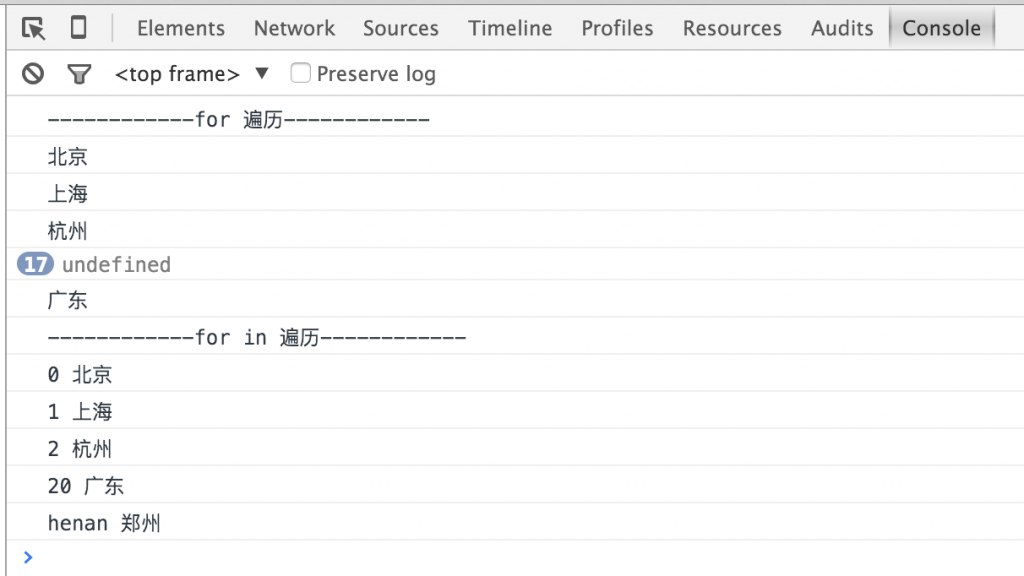 Elements Network Sources Timeline Profiles Resources Audits Console
<top frame> ▼ Preserve log
------------for 遍历------------
北京
上海
杭州
17 undefined
广东
------------for in 遍历------------
0 北京
1 上海
2 杭州
20 广东
henan 郑州